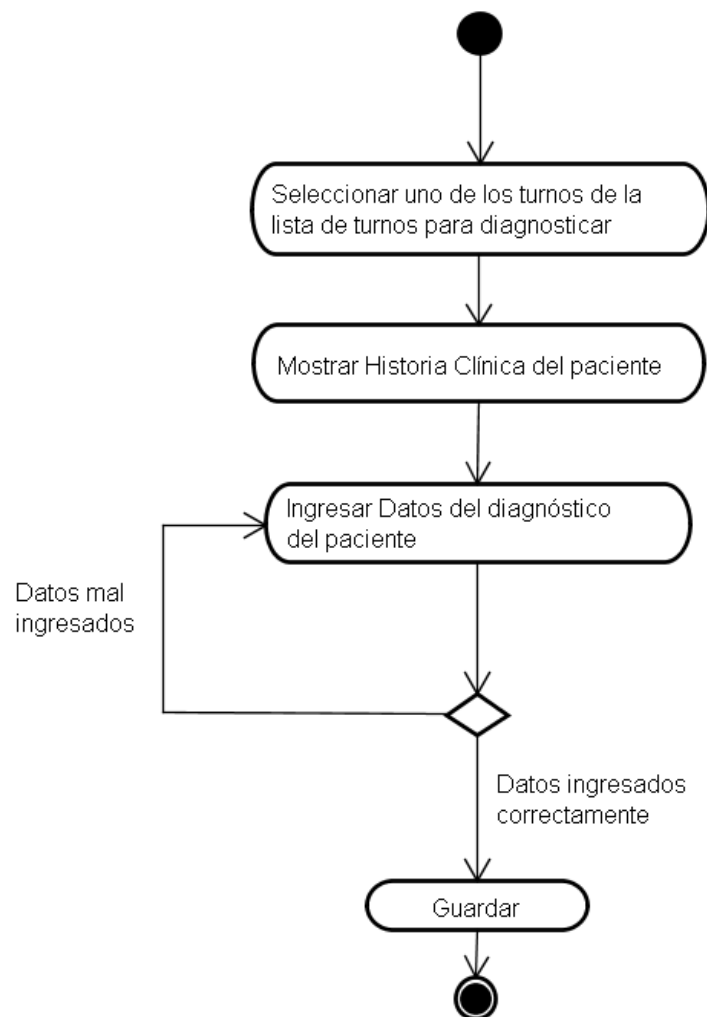 Seleccionar uno de los turnos de la
lista de turnos para diagnosticar
Mostrar Historia Clínica del paciente
Ingresar Datos del diagnóstico
del paciente
Datos mal
ingresados
Datos ingresados
correctamente
Guardar